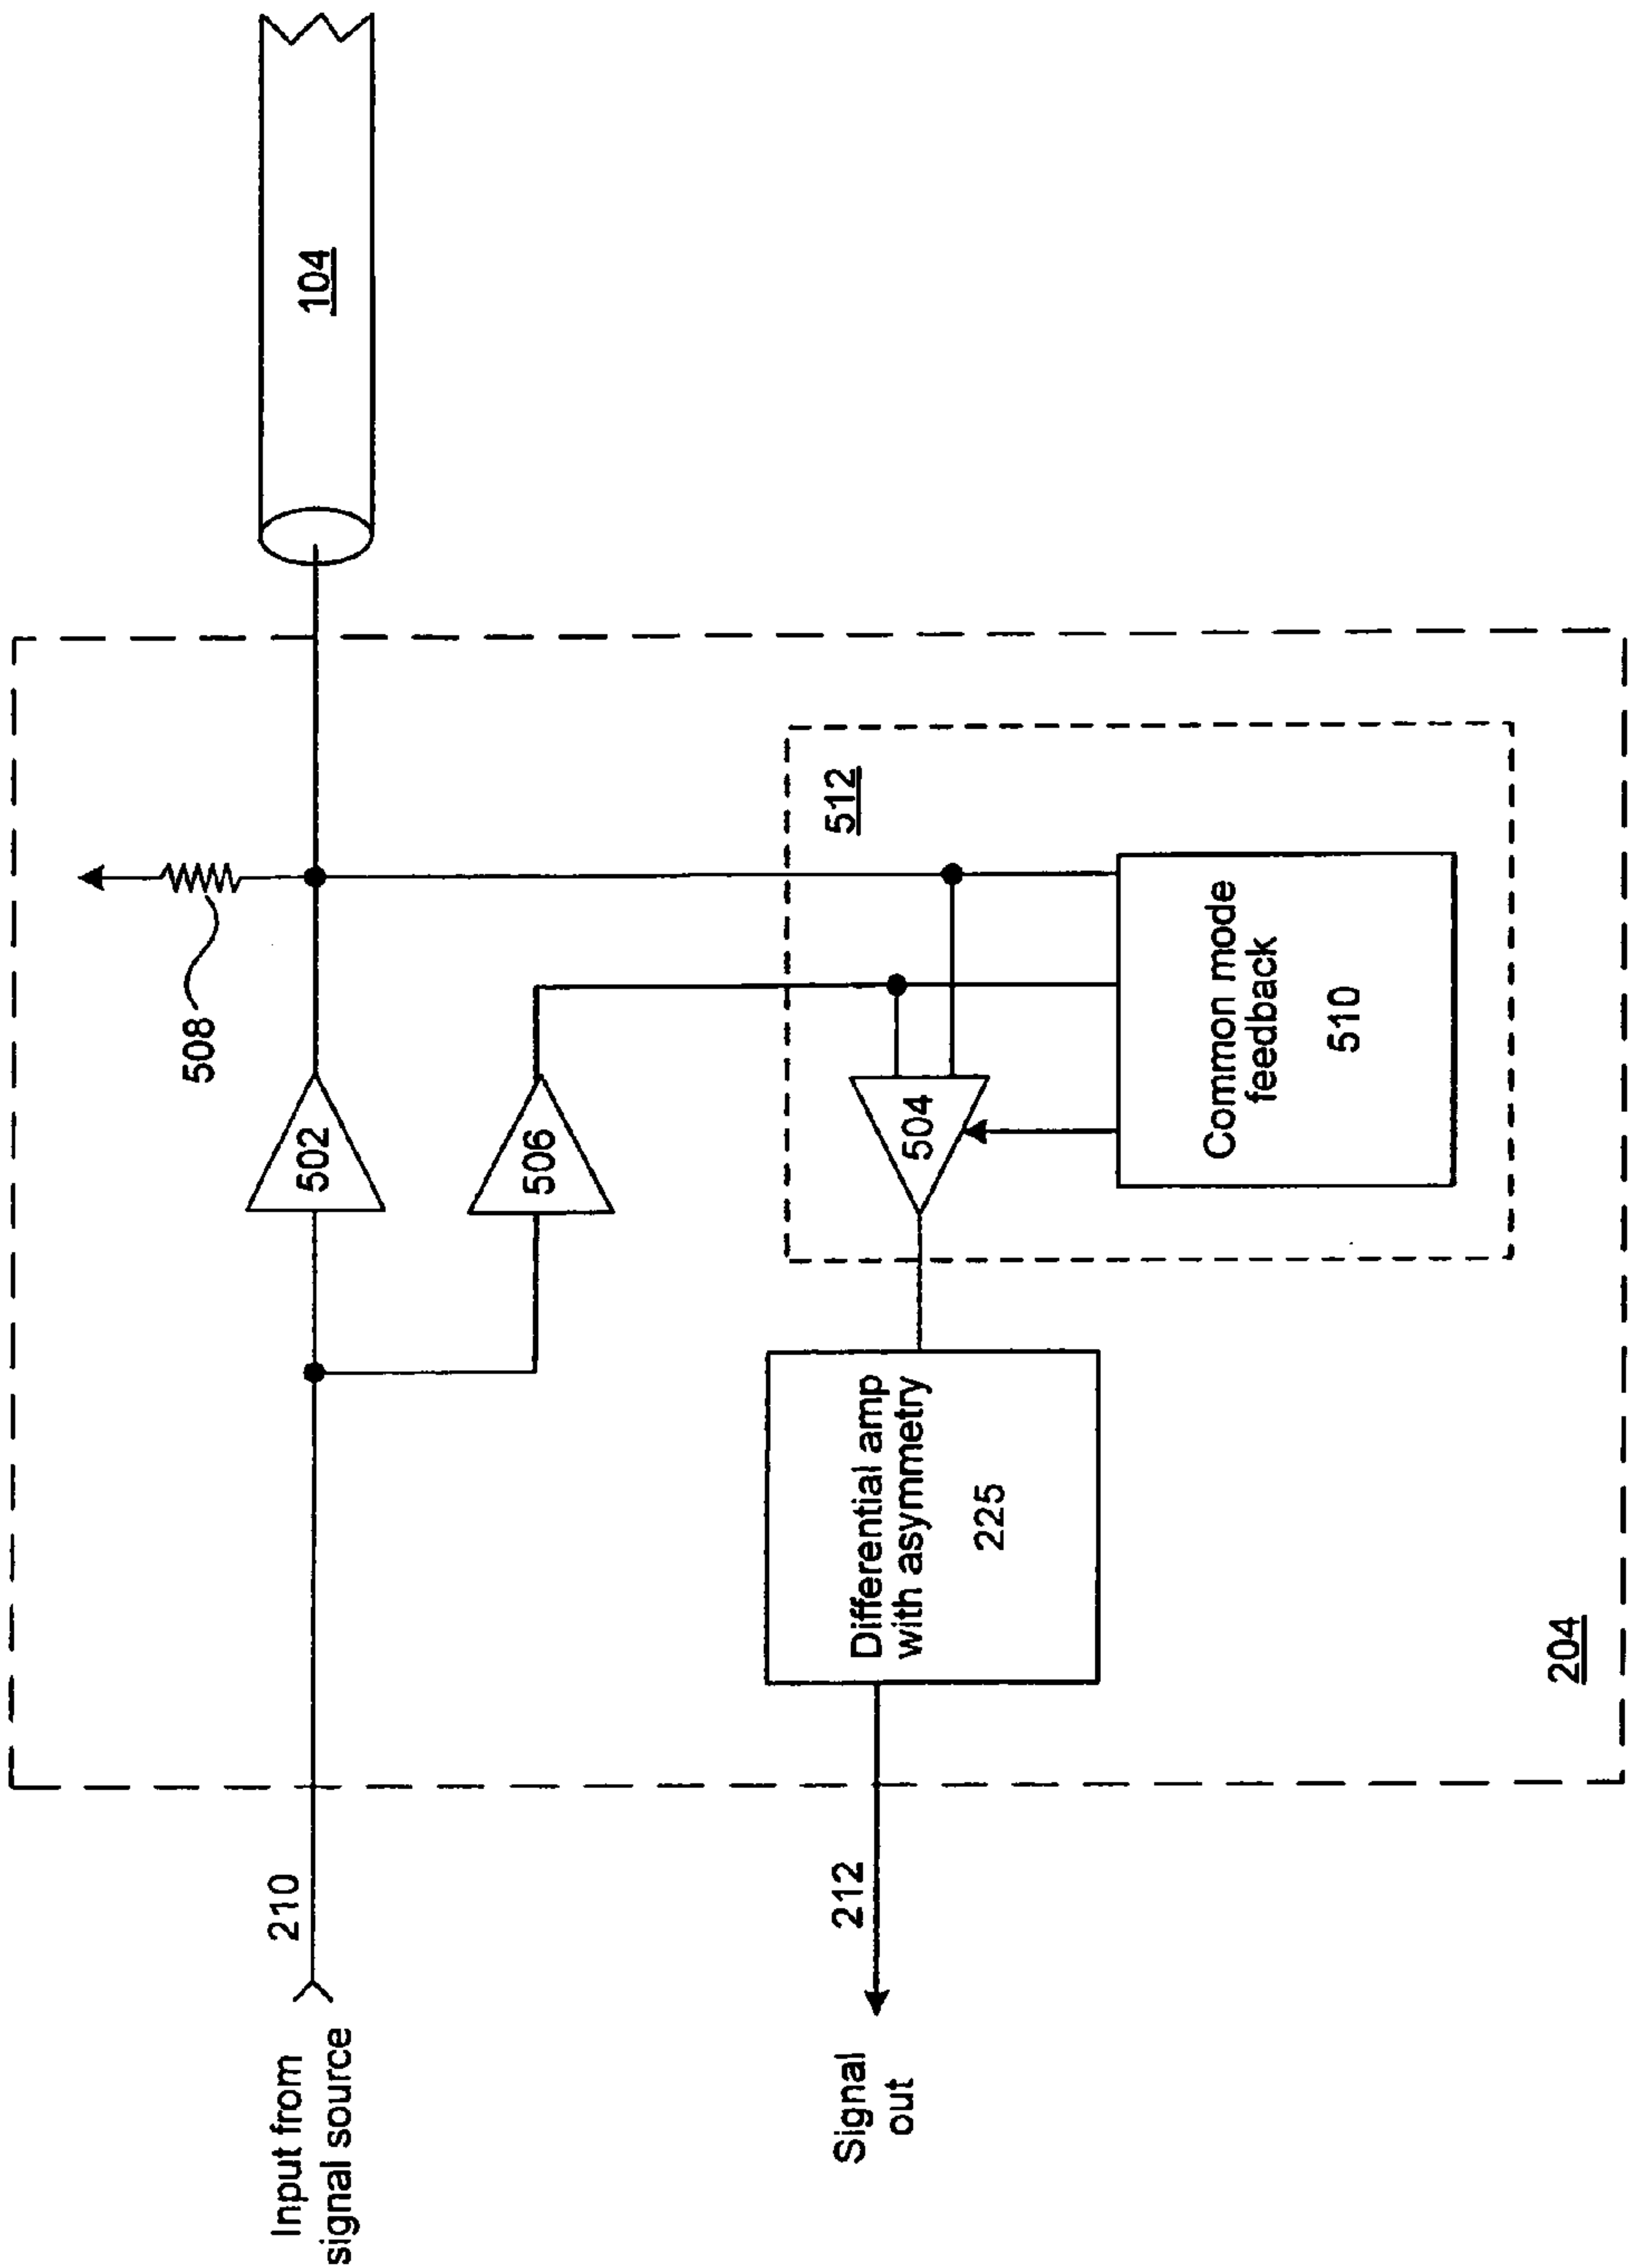 104
508
502
506
512
504
Common mode
feedback
510
Differential amp
with asymmetry
225
204
210
Input from
signal source
212
Signal
out